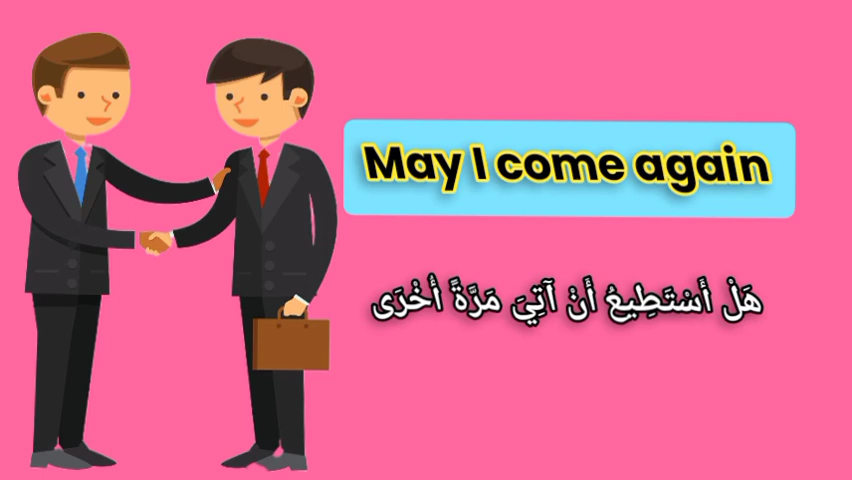 May I come again
هَلْ أَسْتَطِيعُ أَنْ آتِيَ مَرَّةً أُخْرَى